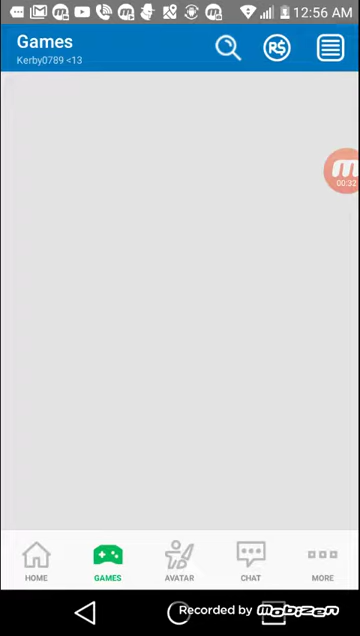 12:56 AM
Games
Kerby0789 <13
R$
00:32
HOME
GAMES
AVATAR
CHAT
MORE
Recorded by mobizen